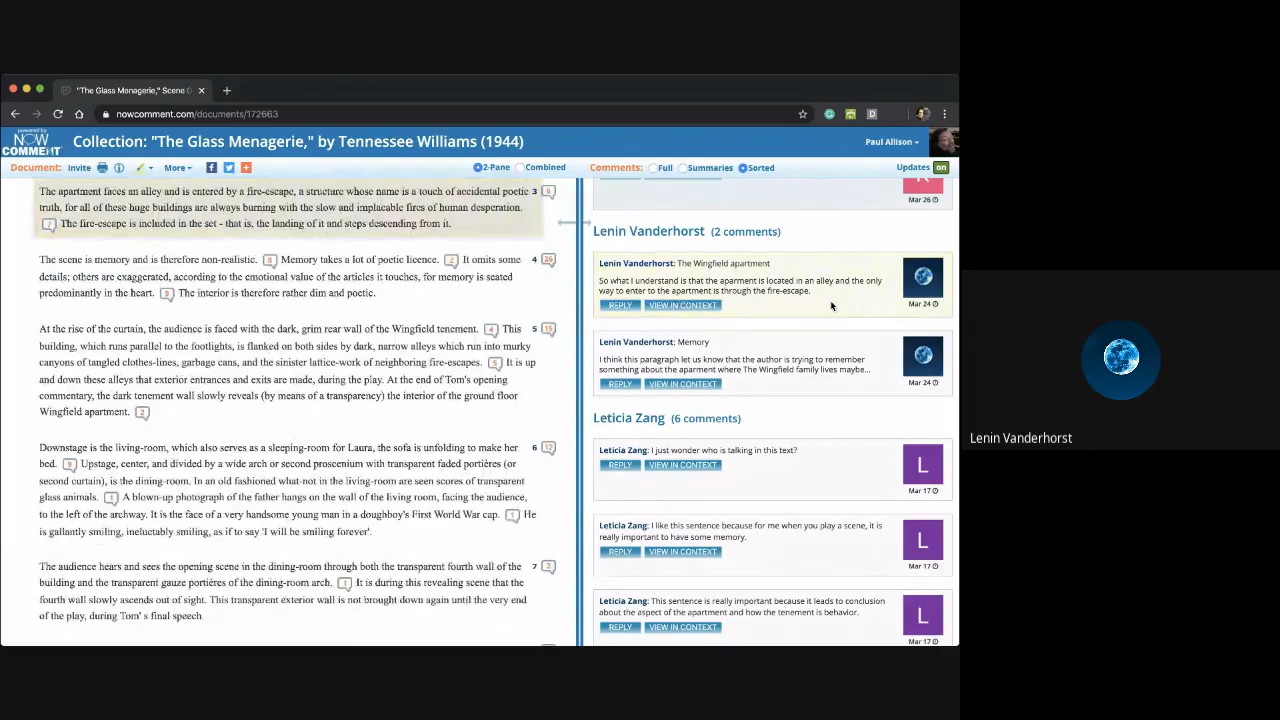 "The Glass Menagerie," Scene O
nowcomment.com/documents/172663
powered by
NOW
COMMENT
Collection: "The Glass Menagerie," by Tennessee Williams (1944)
Paul Allison
Document: Invite More
2-Pane Combined
Comments: Full Summaries Sorted
Updates on
The apartment faces an alley and is entered by a fire-escape, a structure whose name is a touch of accidental poetic 3 8
truth, for all of these huge buildings are always burning with the slow and implacable fires of human desperation.
7 The fire-escape is included in the set - that is, the landing of it and steps descending from it.
The scene is memory and is therefore non-realistic. 8 Memory takes a lot of poetic licence. 2 It omits some 4 26
details; others are exaggerated, according to the emotional value of the articles it touches, for memory is seated
predominantly in the heart. 9 The interior is therefore rather dim and poetic.
At the rise of the curtain, the audience is faced with the dark, grim rear wall of the Wingfield tenement. 4 This 5 15
building, which runs parallel to the footlights, is flanked on both sides by dark, narrow alleys which run into murky
canyons of tangled clothes-lines, garbage cans, and the sinister lattice-work of neighboring fire-escapes. 5 It is up
and down these alleys that exterior entrances and exits are made, during the play. At the end of Tom's opening
commentary, the dark tenement wall slowly reveals (by means of a transparency) the interior of the ground floor
Wingfield apartment. 2
Downstage is the living-room, which also serves as a sleeping-room for Laura, the sofa is unfolding to make her 6 12
bed. 9 Upstage, center, and divided by a wide arch or second proscenium with transparent faded portières (or
second curtain), is the dining-room. In an old fashioned what-not in the living-room are seen scores of transparent
glass animals. 1 A blown-up photograph of the father hangs on the wall of the living room, facing the audience,
to the left of the archway. It is the face of a very handsome young man in a doughboy's First World War cap. 1 He
is gallantly smiling, ineluctably smiling, as if to say 'I will be smiling forever'.
The audience hears and sees the opening scene in the dining-room through both the transparent fourth wall of the 7 2
building and the transparent gauze portières of the dining-room arch. 1 It is during this revealing scene that the
fourth wall slowly ascends out of sight. This transparent exterior wall is not brought down again until the very end
of the play, during Tom' s final speech
Mar 26
Lenin Vanderhorst (2 comments)
Lenin Vanderhorst: The Wingfield apartment
So what I understand is that the aparment is located in an alley and the only
way to enter to the apartment is through the fire-escape.
REPLY VIEW IN CONTEXT
Mar 24
Lenin Vanderhorst: Memory
I think this paragraph let us know that the author is trying to remember
something about the aparment where The Wingfield family lives maybe...
REPLY VIEW IN CONTEXT
Mar 24
Leticia Zang (6 comments)
Leticia Zang: I just wonder who is talking in this text?
REPLY VIEW IN CONTEXT
L
Mar 17
Leticia Zang: I like this sentence because for me when you play a scene, it is
really important to have some memory.
REPLY VIEW IN CONTEXT
L
Mar 17
Leticia Zang: This sentence is really important because it leads to conclusion
about the aspect of the apartment and how the tenement is behavior.
REPLY VIEW IN CONTEXT
L
Mar 17
Lenin Vanderhorst